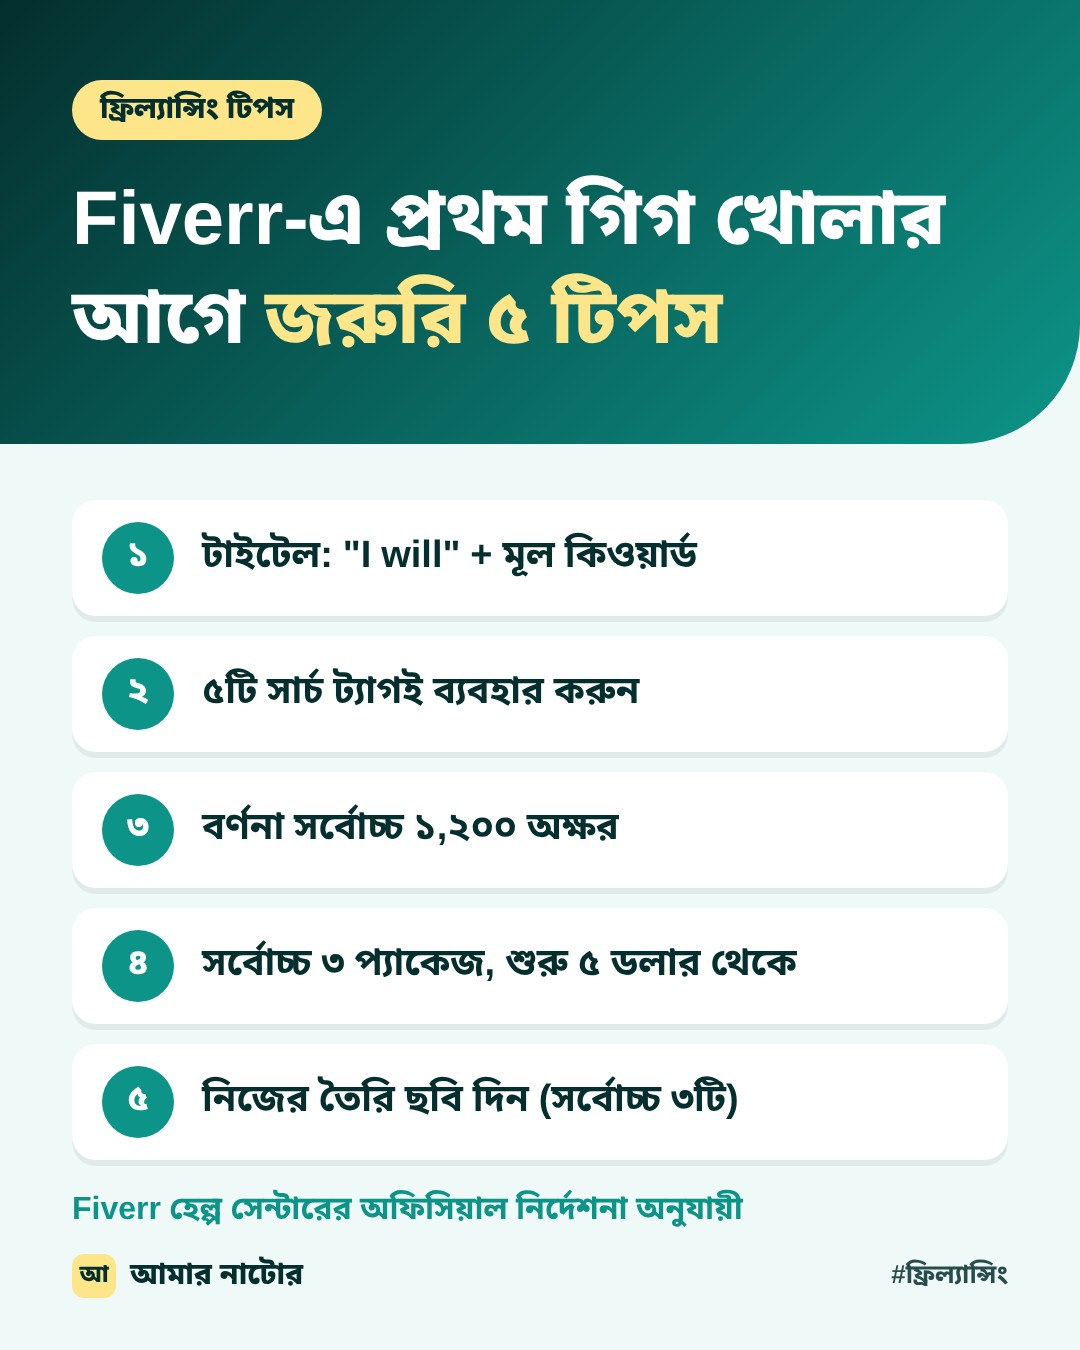 ফ্রিল্যান্সিং টিপস
Fiverr-এ প্রথম গিগ খোলার
আগে জরুরি ৫ টিপস
১ টাইটেল: "I will" + মূল কিওয়ার্ড
২ ৫টি সার্চ ট্যাগই ব্যবহার করুন
৩ বর্ণনা সর্বোচ্চ ১,২০০ অক্ষর
৪ সর্বোচ্চ ৩ প্যাকেজ, শুরু ৫ ডলার থেকে
৫ নিজের তৈরি ছবি দিন (সর্বোচ্চ ৩টি)
Fiverr হেল্প সেন্টারের অফিসিয়াল নির্দেশনা অনুযায়ী
আ আমার নাটোর
#ফ্রিল্যান্সিং